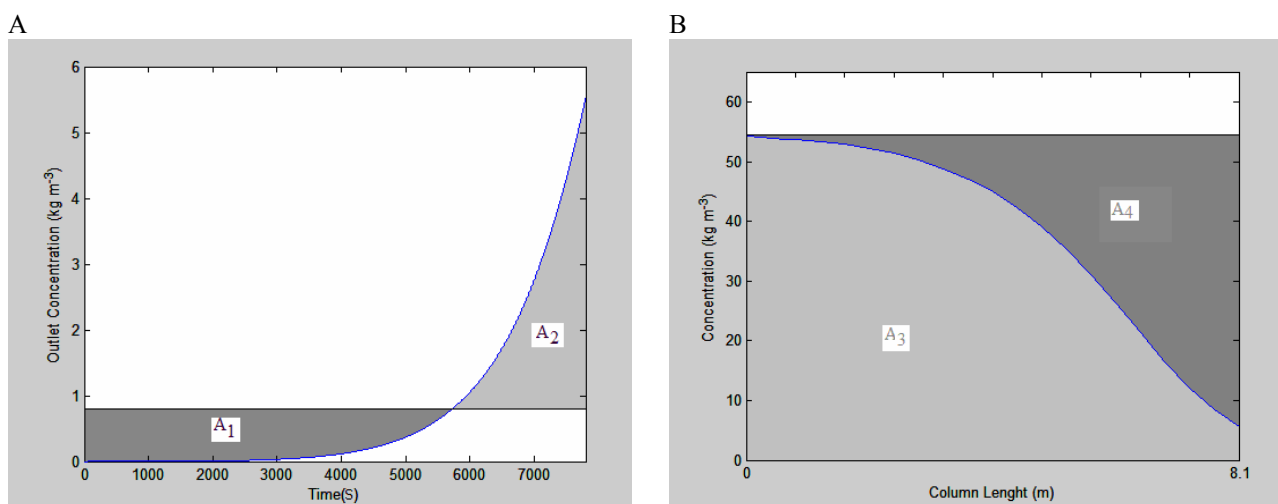 A
6
5
4
3
2
1
0
Outlet Concentration (kg m-3)
A1
A2
0 1000 2000 3000 4000 5000 6000 7000
Time(S)
B
60
50
40
30
20
10
0
Concentration (kg m-3)
A4
A3
0 8.1
Column Lenght (m)